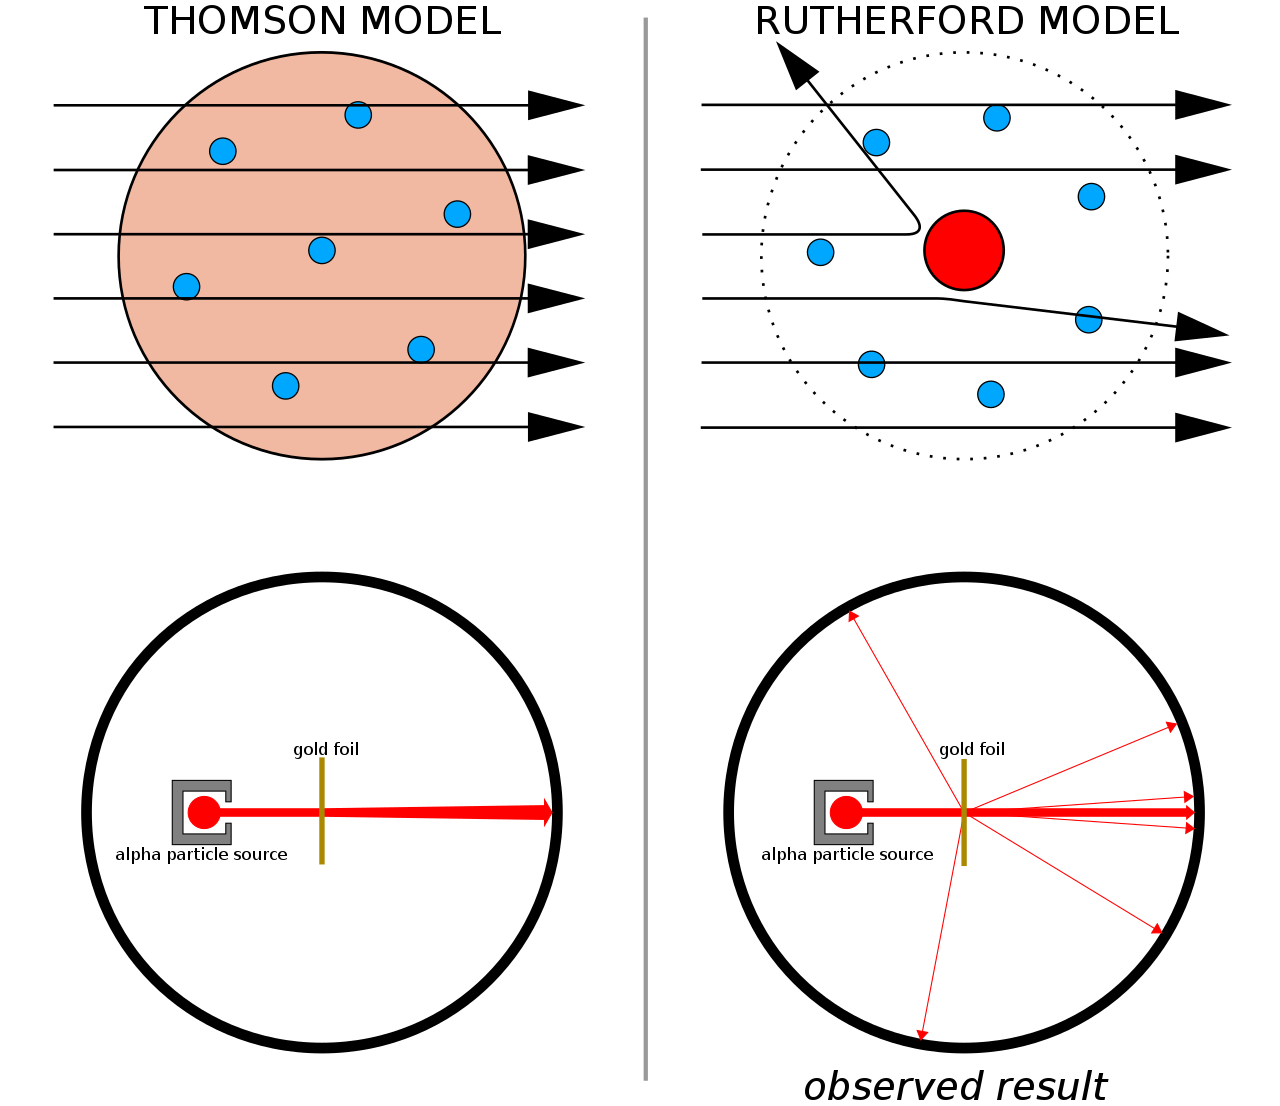 THOMSON MODEL
RUTHERFORD MODEL
gold foil
alpha particle source
gold foil
alpha particle source
observed result